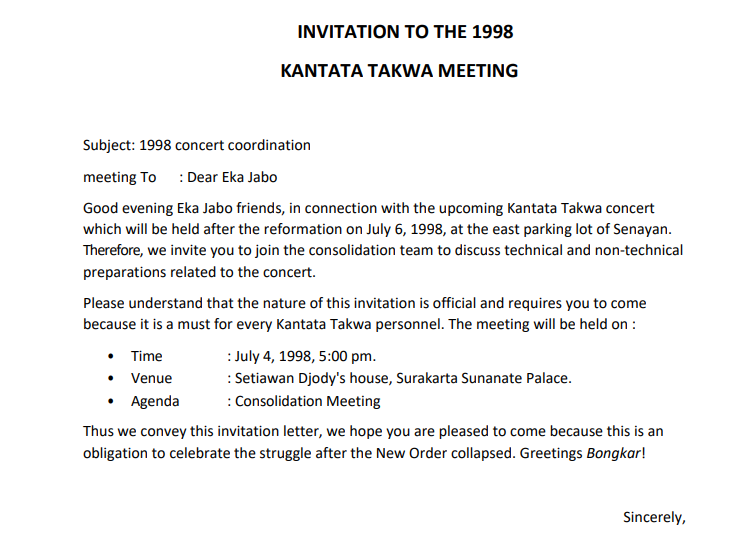 INVITATION TO THE 1998
KANTATA TAKWA MEETING
Subject: 1998 concert coordination
meeting To : Dear Eka Jabo
Good evening Eka Jabo friends, in connection with the upcoming Kantata Takwa concert
which will be held after the reformation on July 6, 1998, at the east parking lot of Senayan.
Therefore, we invite you to join the consolidation team to discuss technical and non-technical
preparations related to the concert.
Please understand that the nature of this invitation is official and requires you to come
because it is a must for every Kantata Takwa personnel. The meeting will be held on :
• Time : July 4, 1998, 5:00 pm.
• Venue : Setiawan Djody's house, Surakarta Sunanate Palace.
• Agenda : Consolidation Meeting
Thus we convey this invitation letter, we hope you are pleased to come because this is an
obligation to celebrate the struggle after the New Order collapsed. Greetings Bongkar!
Sincerely,